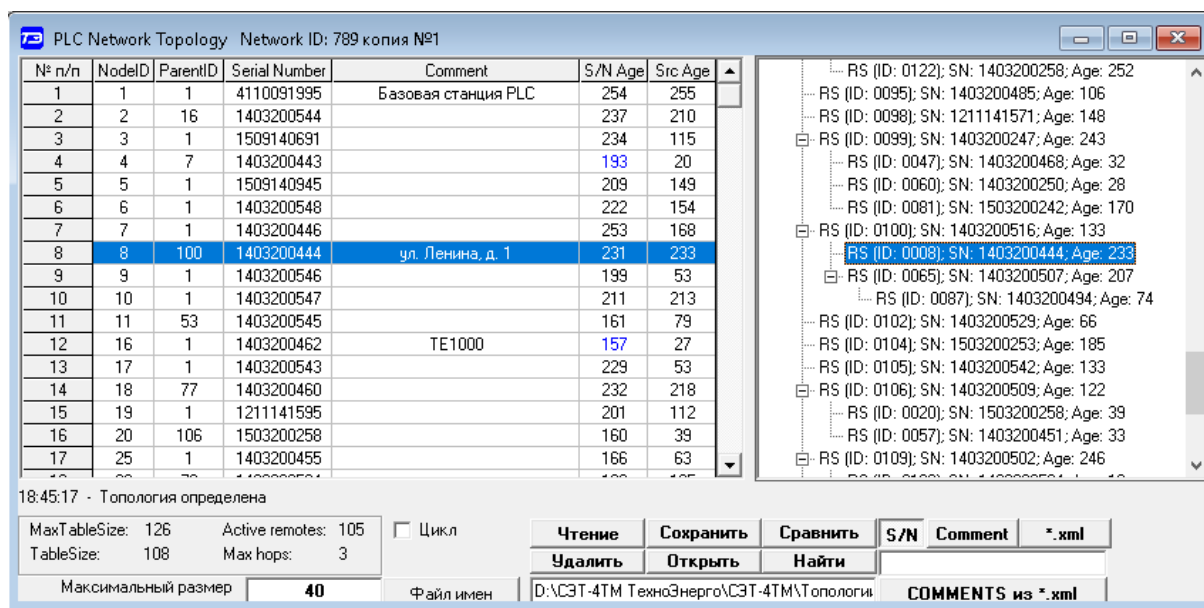 ТЭ PLC Network Topology Network ID: 789 копия №1
№ п/п NodeID ParentID Serial Number Comment S/N Age Src Age
1 1 1 4110091995 Базовая станция PLC 254 255
2 2 16 1403200544 237 210
3 3 1 1509140691 234 115
4 4 7 1403200443 193 20
5 5 1 1509140945 209 149
6 6 1 1403200548 222 154
7 7 1 1403200446 253 168
8 8 100 1403200444 ул. Ленина, д. 1 231 233
9 9 1 1403200546 199 53
10 10 1 1403200547 211 213
11 11 53 1403200545 161 79
12 16 1 1403200462 TE1000 157 27
13 17 1 1403200543 229 53
14 18 77 1403200460 232 218
15 19 1 1211141595 201 112
16 20 106 1503200258 160 39
17 25 1 1403200455 166 63
RS (ID: 0122); SN: 1403200258; Age: 252
RS (ID: 0095); SN: 1403200485; Age: 106
RS (ID: 0098); SN: 1211141571; Age: 148
RS (ID: 0099); SN: 1403200247; Age: 243
RS (ID: 0047); SN: 1403200468; Age: 32
RS (ID: 0060); SN: 1403200250; Age: 28
RS (ID: 0081); SN: 1503200242; Age: 170
RS (ID: 0100); SN: 1403200516; Age: 133
RS (ID: 0008); SN: 1403200444; Age: 233
RS (ID: 0065); SN: 1403200507; Age: 207
RS (ID: 0087); SN: 1403200494; Age: 74
RS (ID: 0102); SN: 1403200529; Age: 66
RS (ID: 0104); SN: 1503200253; Age: 185
RS (ID: 0105); SN: 1403200542; Age: 133
RS (ID: 0106); SN: 1403200509; Age: 122
RS (ID: 0020); SN: 1503200258; Age: 39
RS (ID: 0057); SN: 1403200451; Age: 33
RS (ID: 0109); SN: 1403200502; Age: 246
18:45:17 - Топология определена
MaxTableSize: 126 Active remotes: 105 Цикл Чтение Сохранить Сравнить S/N Comment *.xml
TableSize: 108 Max hops: 3 Удалить Открыть Найти
Максимальный размер 40 Файл имен D:\СЭТ-4ТМ ТехноЭнерго\СЭТ-4ТМ\Топологи COMMENTS из *.xml